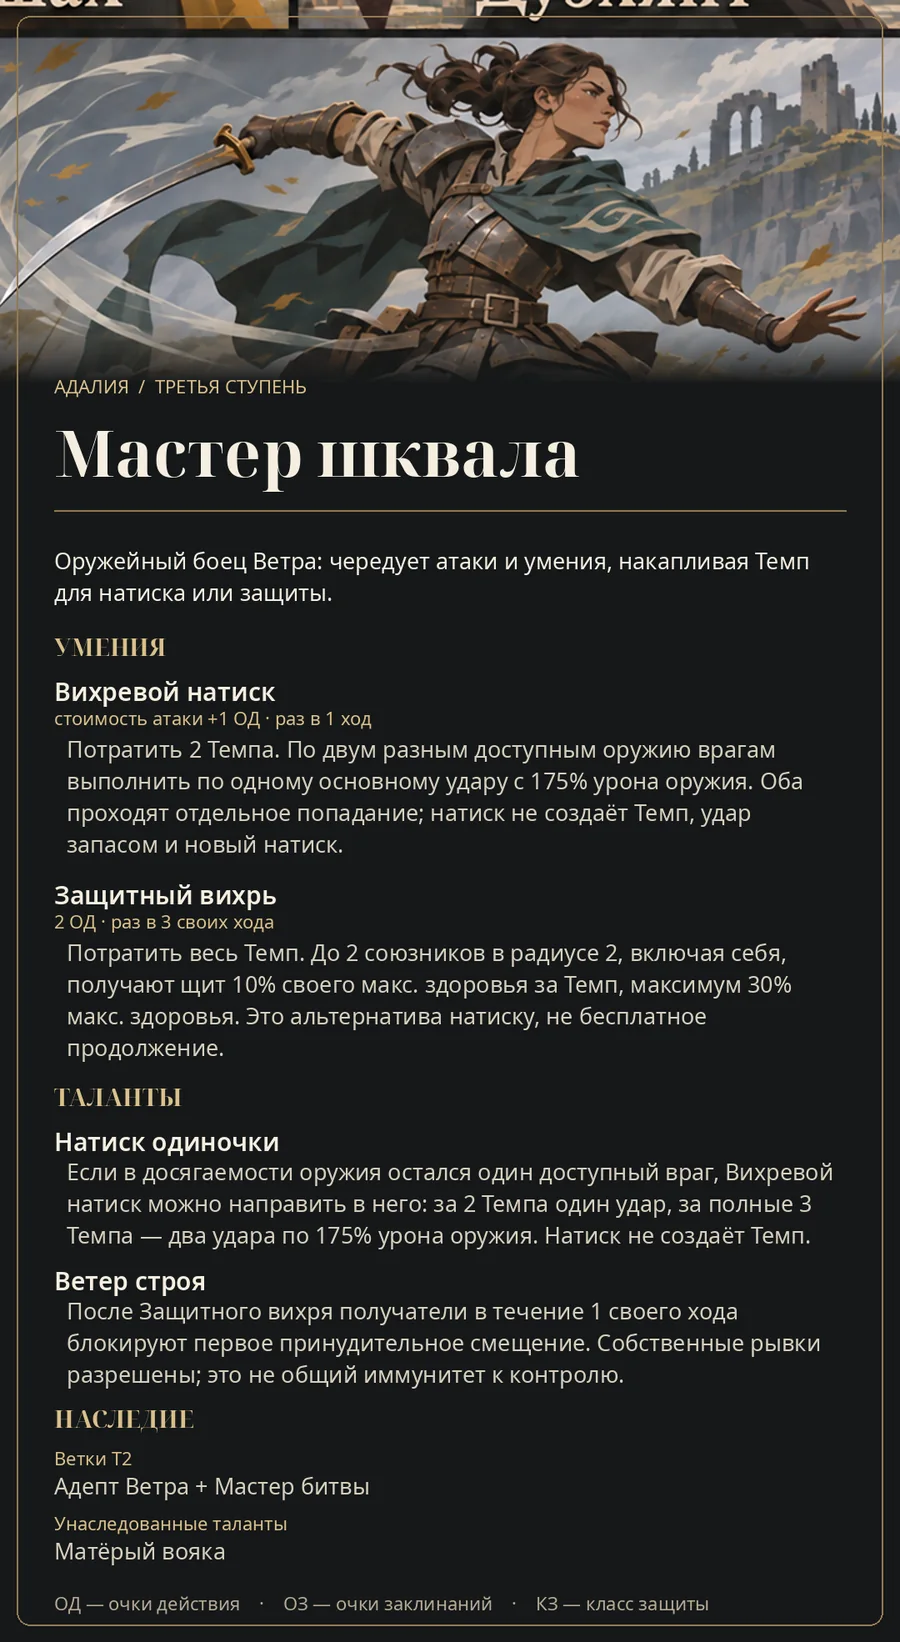 АДАЛИЯ / ТРЕТЬЯ СТУПЕНЬ
Мастер шквала
Оружейный боец Ветра: чередует атаки и умения, накапливая Темп
для натиска или защиты.
УМЕНИЯ
Вихревой натиск
стоимость атаки +1 ОД · раз в 1 ход
Потратить 2 Темпа. По двум разным доступным оружию врагам
выполнить по одному основному удару с 175% урона оружия. Оба
проходят отдельное попадание; натиск не создаёт Темп, удар
запасом и новый натиск.
Защитный вихрь
2 ОД · раз в 3 своих хода
Потратить весь Темп. До 2 союзников в радиусе 2, включая себя,
получают щит 10% своего макс. здоровья за Темп, максимум 30%
макс. здоровья. Это альтернатива натиску, не бесплатное
продолжение.
ТАЛАНТЫ
Натиск одиночки
Если в досягаемости оружия остался один доступный враг, Вихревой
натиск можно направить в него: за 2 Темпа один удар, за полные 3
Темпа — два удара по 175% урона оружия. Натиск не создаёт Темп.
Ветер строя
После Защитного вихря получатели в течение 1 своего хода
блокируют первое принудительное смещение. Собственные рывки
разрешены; это не общий иммунитет к контролю.
НАСЛЕДИЕ
Ветки Т2
Адепт Ветра + Мастер битвы
Унаследованные таланты
Матёрый вояка
ОД — очки действия · ОЗ — очки заклинаний · КЗ — класс защиты